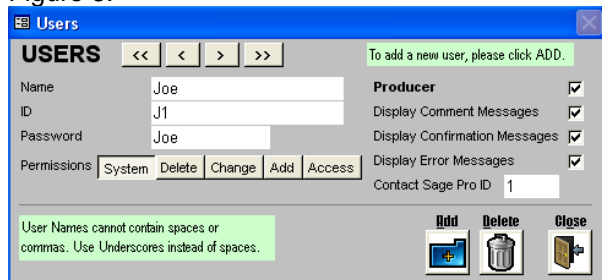 Users
USERS << < > >> To add a new user, please click ADD.
Name Joe Producer
ID J1 Display Comment Messages
Password Joe Display Confirmation Messages
Permissions System Delete Change Add Access Display Error Messages
Contact Sage Pro ID 1
User Names cannot contain spaces or
commas. Use Underscores instead of spaces.
Add Delete Close